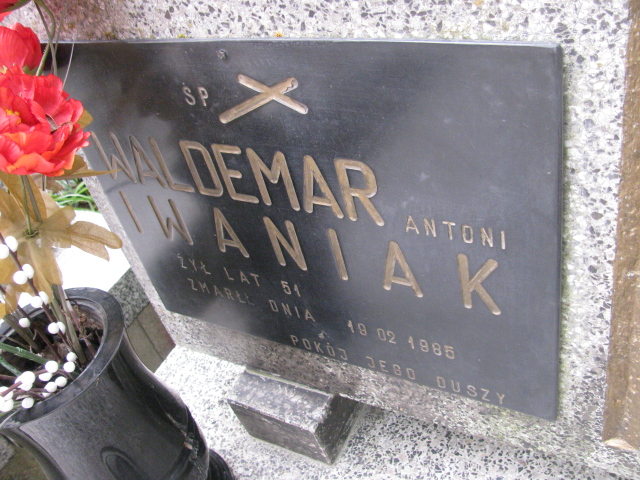 ŚP
WALDEMAR ANTONI
IWANIAK
ŻYŁ LAT 51
ZMARŁ DNIA 19 02 1985
POKÓJ JEGO DUSZY